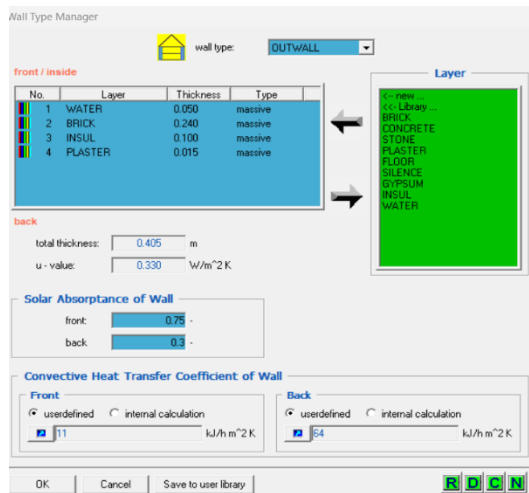 Wall Type Manager
wall type: OUTWALL
front / inside
No. Layer Thickness Type
1 WATER 0.050 massive
2 BRICK 0.240 massive
3 INSUL 0.100 massive
4 PLASTER 0.015 massive
Layer
<-- new ...
<<- Library ...
BRICK
CONCRETE
STONE
PLASTER
FLOOR
SILENCE
GYPSUM
INSUL
WATER
back
total thickness: 0.405 m
u - value: 0.330 W/m^2 K
Solar Absorptance of Wall
front: 0.75 -
back 0.3 -
Convective Heat Transfer Coefficient of Wall
Front
userdefined internal calculation
11 kJ/h m^2 K
Back
userdefined internal calculation
64 kJ/h m^2 K
OK Cancel Save to user library R D C N